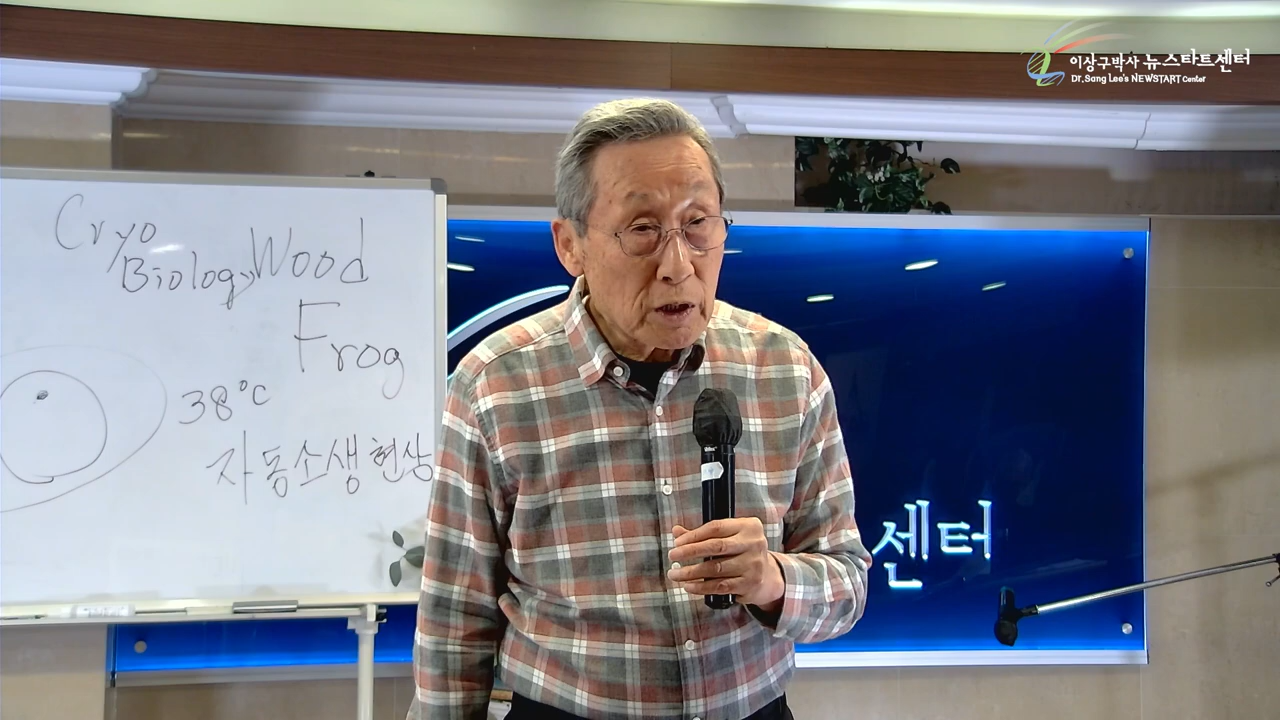 이상구박사 뉴스타트센터
Dr. Sang Lee's NEWSTART Center
Cryo
Biology, Wood
Frog
38°C
자동소생현상
센터